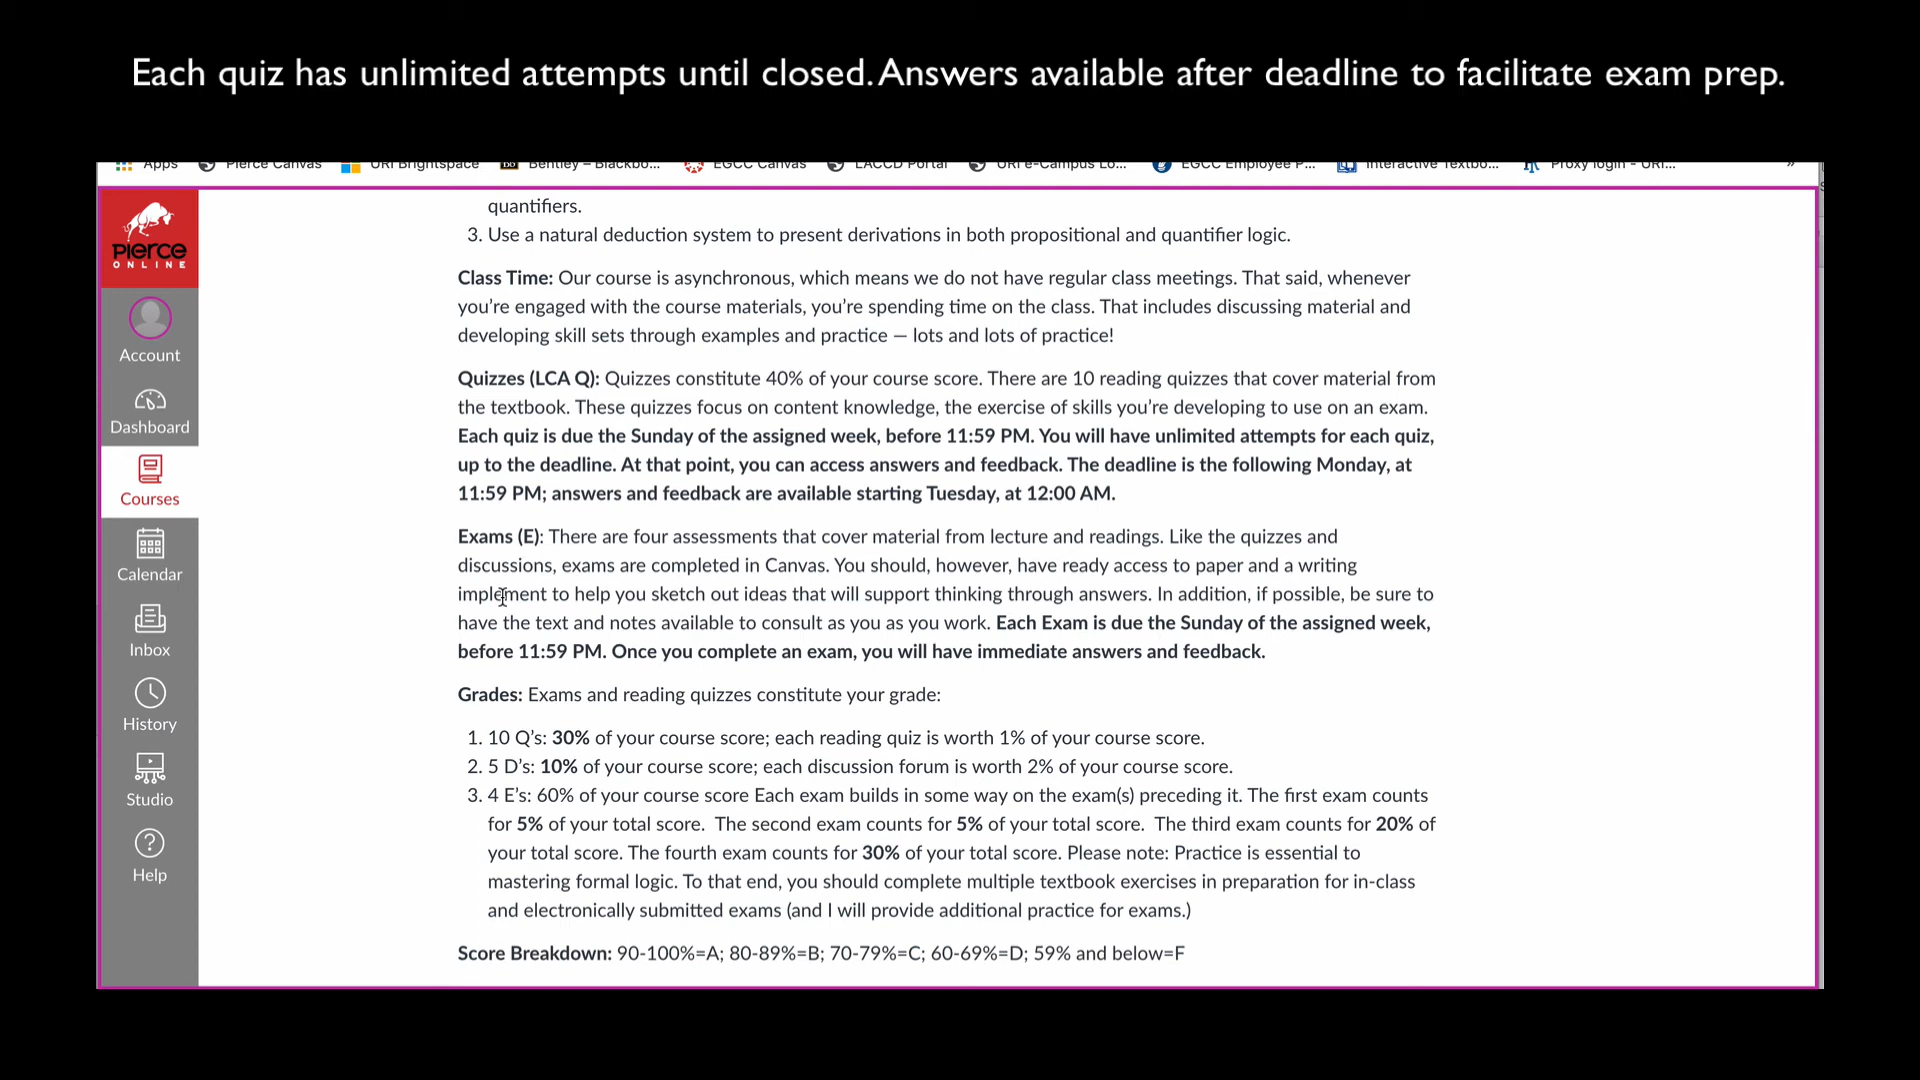 Each quiz has unlimited attempts until closed. Answers available after deadline to facilitate exam prep.
Apps Pierce Canvas URI Brightspace Bentley – Blackbo... EGCC Canvas LACCD Portal URI e-Campus Lo... EGCC Employee P... Interactive Textbo... Proxy login - URI... »
PIERCE
ONLINE
Account
Dashboard
Courses
Calendar
Inbox
History
Studio
Help
quantifiers.
3. Use a natural deduction system to present derivations in both propositional and quantifier logic.
Class Time: Our course is asynchronous, which means we do not have regular class meetings. That said, whenever
you’re engaged with the course materials, you’re spending time on the class. That includes discussing material and
developing skill sets through examples and practice — lots and lots of practice!
Quizzes (LCA Q): Quizzes constitute 40% of your course score. There are 10 reading quizzes that cover material from
the textbook. These quizzes focus on content knowledge, the exercise of skills you’re developing to use on an exam.
Each quiz is due the Sunday of the assigned week, before 11:59 PM. You will have unlimited attempts for each quiz,
up to the deadline. At that point, you can access answers and feedback. The deadline is the following Monday, at
11:59 PM; answers and feedback are available starting Tuesday, at 12:00 AM.
Exams (E): There are four assessments that cover material from lecture and readings. Like the quizzes and
discussions, exams are completed in Canvas. You should, however, have ready access to paper and a writing
implement to help you sketch out ideas that will support thinking through answers. In addition, if possible, be sure to
have the text and notes available to consult as you as you work. Each Exam is due the Sunday of the assigned week,
before 11:59 PM. Once you complete an exam, you will have immediate answers and feedback.
Grades: Exams and reading quizzes constitute your grade:
1. 10 Q’s: 30% of your course score; each reading quiz is worth 1% of your course score.
2. 5 D’s: 10% of your course score; each discussion forum is worth 2% of your course score.
3. 4 E’s: 60% of your course score Each exam builds in some way on the exam(s) preceding it. The first exam counts
for 5% of your total score. The second exam counts for 5% of your total score. The third exam counts for 20% of
your total score. The fourth exam counts for 30% of your total score. Please note: Practice is essential to
mastering formal logic. To that end, you should complete multiple textbook exercises in preparation for in-class
and electronically submitted exams (and I will provide additional practice for exams.)
Score Breakdown: 90-100%=A; 80-89%=B; 70-79%=C; 60-69%=D; 59% and below=F